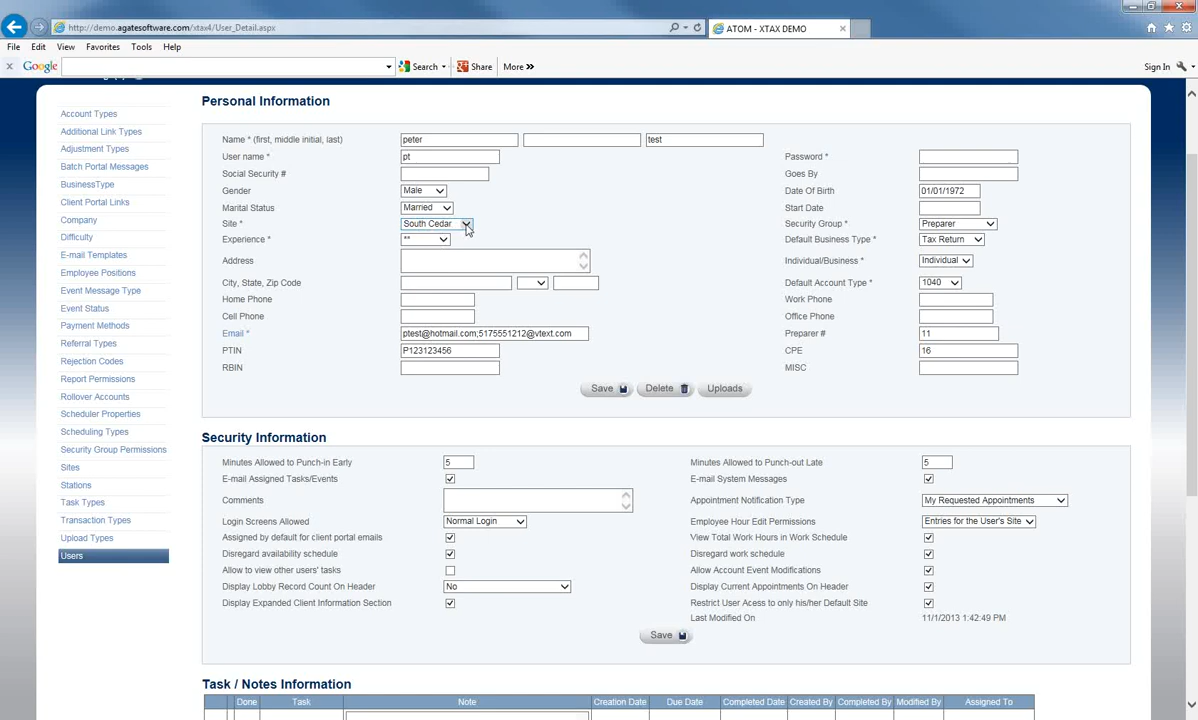 http://demo.agatesoftware.com/xtax4/User_Detail.aspx
ATOM - XTAX DEMO
File Edit View Favorites Tools Help
x Google Search Share More » Sign In
Account Types
Additional Link Types
Adjustment Types
Batch Portal Messages
BusinessType
Client Portal Links
Company
Difficulty
E-mail Templates
Employee Positions
Event Message Type
Event Status
Payment Methods
Referral Types
Rejection Codes
Report Permissions
Rollover Accounts
Scheduler Properties
Scheduling Types
Security Group Permissions
Sites
Stations
Task Types
Transaction Types
Upload Types
Users
Personal Information
Name * (first, middle initial, last) peter test
User name * pt Password *
Social Security # Goes By
Gender Male Date Of Birth 01/01/1972
Marital Status Married Start Date
Site * South Cedar Security Group * Preparer
Experience * ** Default Business Type * Tax Return
Address Individual/Business * Individual
City, State, Zip Code Default Account Type * 1040
Home Phone Work Phone
Cell Phone Office Phone
Email * ptest@hotmail.com;5175551212@vtext.com Preparer # 11
PTIN P123123456 CPE 16
RBIN MISC
Save Delete Uploads
Security Information
Minutes Allowed to Punch-in Early 5 Minutes Allowed to Punch-out Late 5
E-mail Assigned Tasks/Events E-mail System Messages
Comments Appointment Notification Type My Requested Appointments
Login Screens Allowed Normal Login Employee Hour Edit Permissions Entries for the User's Site
Assigned by default for client portal emails View Total Work Hours in Work Schedule
Disregard availability schedule Disregard work schedule
Allow to view other users' tasks Allow Account Event Modifications
Display Lobby Record Count On Header No Display Current Appointments On Header
Display Expanded Client Information Section Restrict User Acess to only his/her Default Site
Last Modified On 11/1/2013 1:42:49 PM
Save
Task / Notes Information
Done Task Note Creation Date Due Date Completed Date Created By Completed By Modified By Assigned To